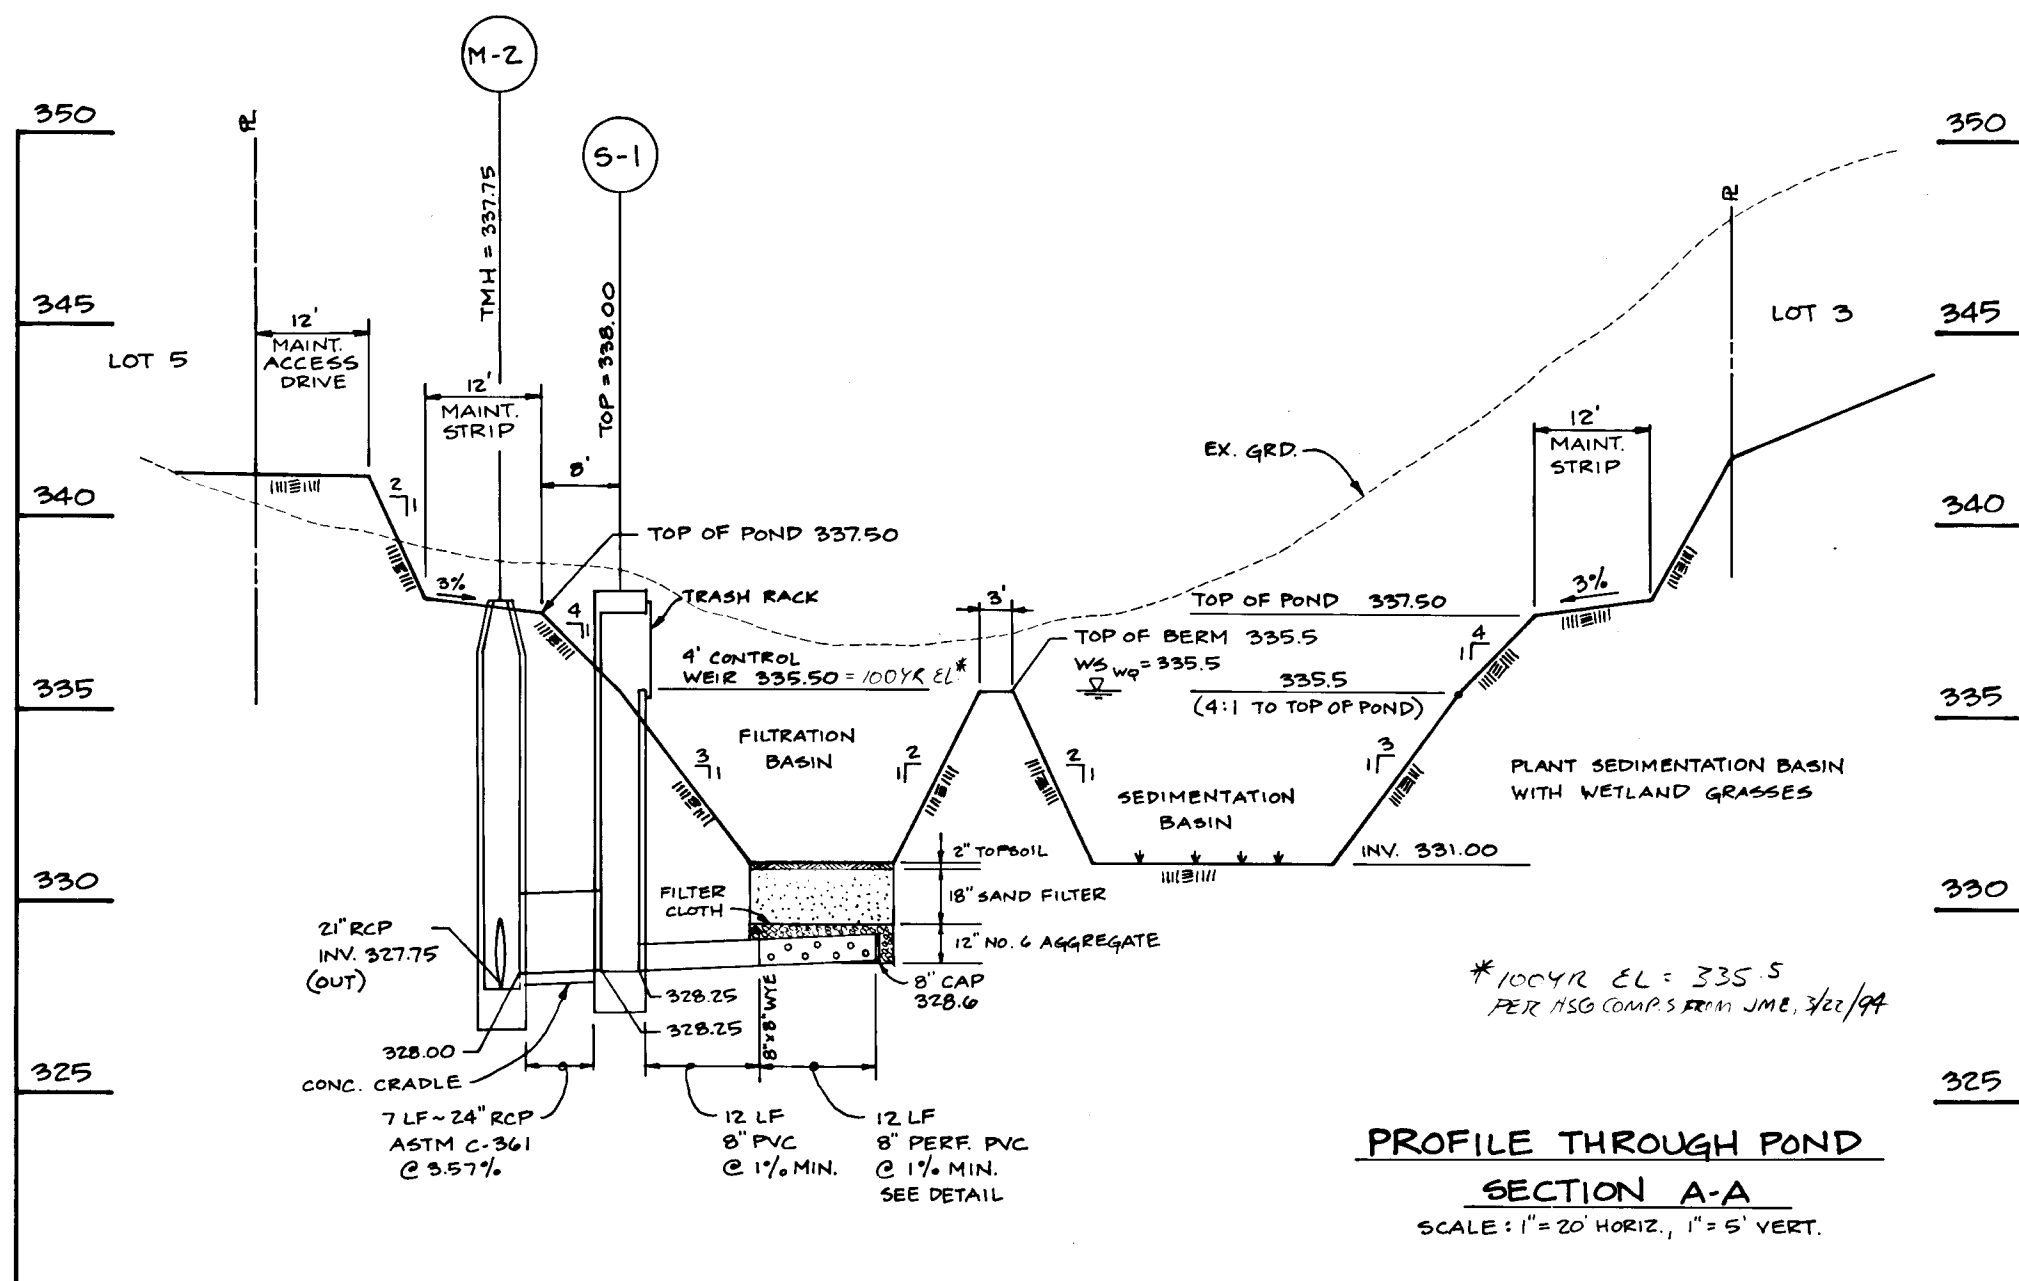 M-2
S-1
350
345
340
335
330
325
350
345
340
335
330
325
PL
PL
TMH = 337.75
TOP = 338.00
LOT 5
12'
MAINT.
ACCESS
DRIVE
12'
MAINT.
STRIP
8'
2
1
3%
4
1
TOP OF POND 337.50
TRASH RACK
4' CONTROL
WEIR 335.50 = 100YR EL*
FILTRATION
BASIN
3
1
2
1
3'
TOP OF BERM 335.5
WS WQ = 335.5
2
1
SEDIMENTATION
BASIN
EX. GRD.
LOT 3
12'
MAINT.
STRIP
3%
TOP OF POND 337.50
4
1
335.5
(4:1 TO TOP OF POND)
3
1
PLANT SEDIMENTATION BASIN
WITH WETLAND GRASSES
INV. 331.00
2" TOPSOIL
18" SAND FILTER
12" NO. 6 AGGREGATE
FILTER
CLOTH
8" CAP
328.6
8"x8" WYE
21" RCP
INV. 327.75
(OUT)
328.25
328.25
328.00
CONC. CRADLE
7 LF ~ 24" RCP
ASTM C-361
@ 3.57%
12 LF
8" PVC
@ 1% MIN.
12 LF
8" PERF. PVC
@ 1% MIN.
SEE DETAIL
* 100YR EL = 335.5
PER HSG COMP.S FROM JME, 3/22/94
PROFILE THROUGH POND
SECTION A-A
SCALE: 1" = 20' HORIZ., 1" = 5' VERT.